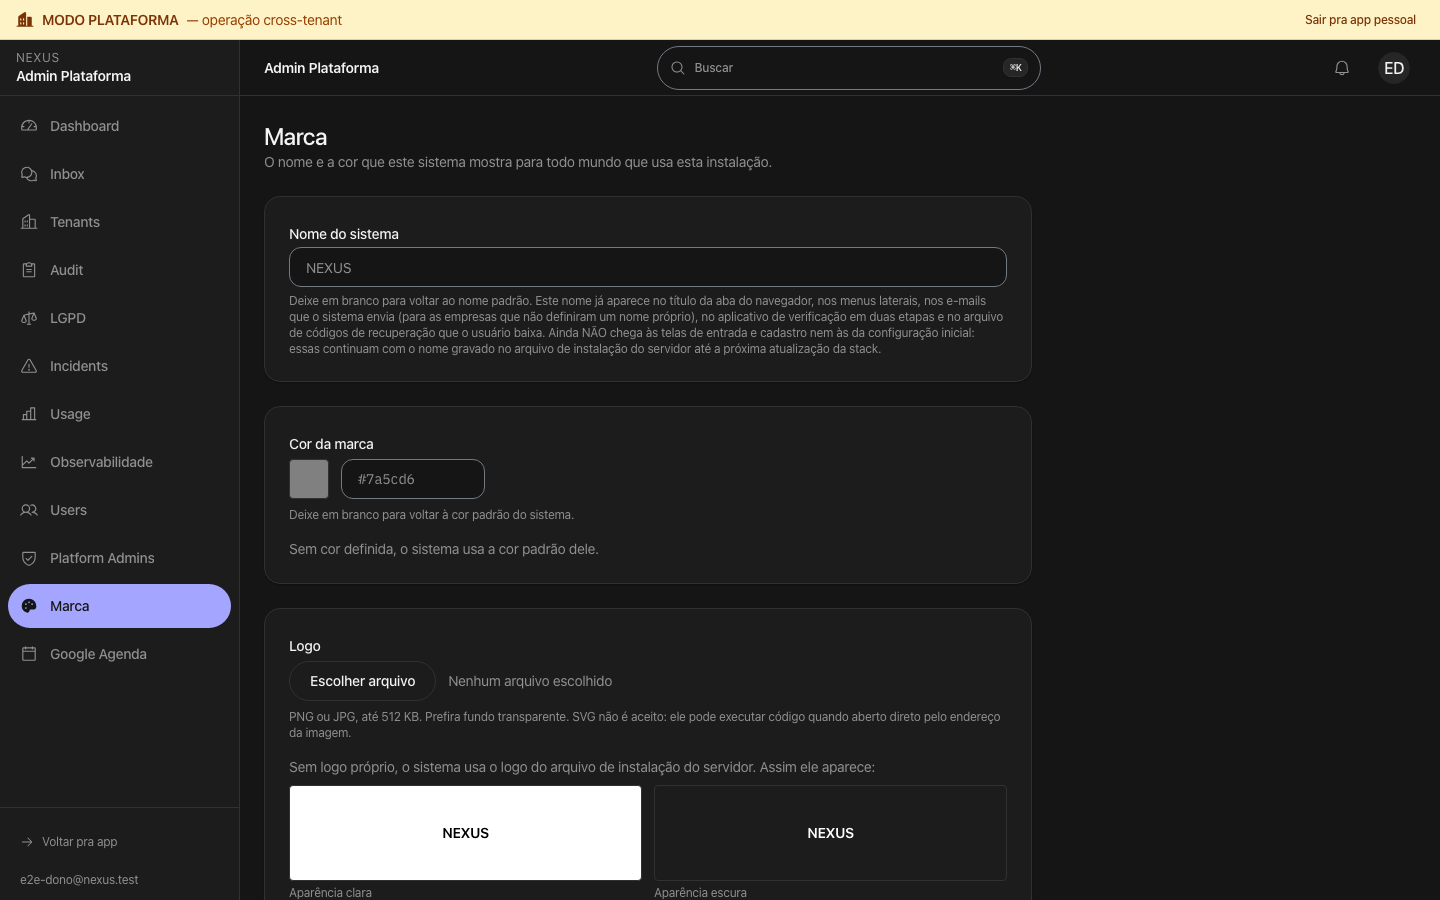 MODO PLATAFORMA — operação cross-tenant
Sair pra app pessoal
NEXUS
Admin Plataforma
Admin Plataforma
Buscar
⌘K
ED
Dashboard
Inbox
Tenants
Audit
LGPD
Incidents
Usage
Observabilidade
Users
Platform Admins
Marca
Google Agenda
Voltar pra app
e2e-dono@nexus.test
Marca
O nome e a cor que este sistema mostra para todo mundo que usa esta instalação.
Nome do sistema
NEXUS
Deixe em branco para voltar ao nome padrão. Este nome já aparece no título da aba do navegador, nos menus laterais, nos e-mails
que o sistema envia (para as empresas que não definiram um nome próprio), no aplicativo de verificação em duas etapas e no arquivo
de códigos de recuperação que o usuário baixa. Ainda NÃO chega às telas de entrada e cadastro nem às da configuração inicial:
essas continuam com o nome gravado no arquivo de instalação do servidor até a próxima atualização da stack.
Cor da marca
#7a5cd6
Deixe em branco para voltar à cor padrão do sistema.
Sem cor definida, o sistema usa a cor padrão dele.
Logo
Escolher arquivo
Nenhum arquivo escolhido
PNG ou JPG, até 512 KB. Prefira fundo transparente. SVG não é aceito: ele pode executar código quando aberto direto pelo endereço
da imagem.
Sem logo próprio, o sistema usa o logo do arquivo de instalação do servidor. Assim ele aparece:
NEXUS
NEXUS
Aparência clara
Aparência escura